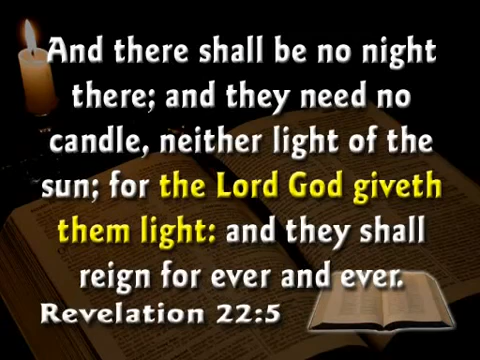 And there shall be no night
there; and they need no
candle, neither light of the
sun; for the Lord God giveth
them light: and they shall
reign for ever and ever.
Revelation 22:5